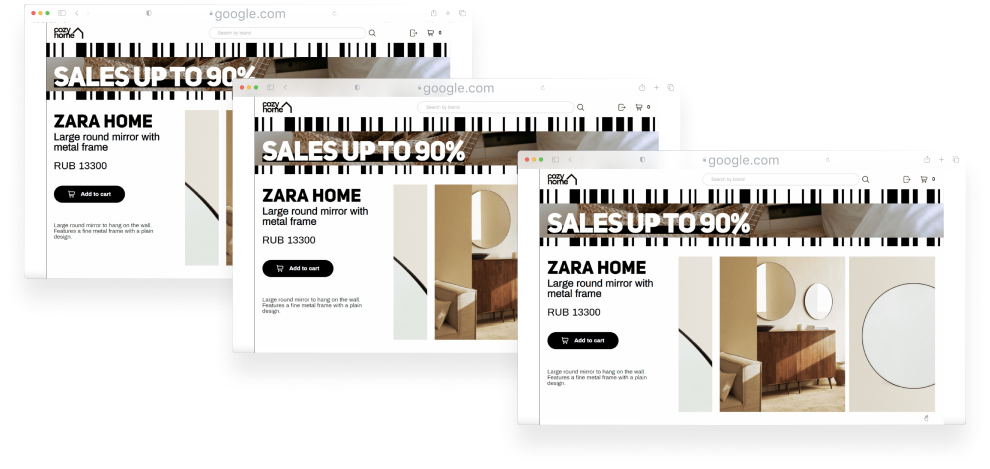 google.com
cozy
home
Search by brand
0
SALES UP TO 90%
ZARA HOME
Large round mirror with
metal frame
RUB 13300
Add to cart
Large round mirror to hang on the wall.
Features a fine metal frame with a plain
design.
google.com
cozy
home
Search by brand
0
SALES UP TO 90%
ZARA HOME
Large round mirror with
metal frame
RUB 13300
Add to cart
Large round mirror to hang on the wall.
Features a fine metal frame with a plain
design.
google.com
cozy
home
Search by brand
0
SALES UP TO 90%
ZARA HOME
Large round mirror with
metal frame
RUB 13300
Add to cart
Large round mirror to hang on the wall.
Features a fine metal frame with a plain
design.